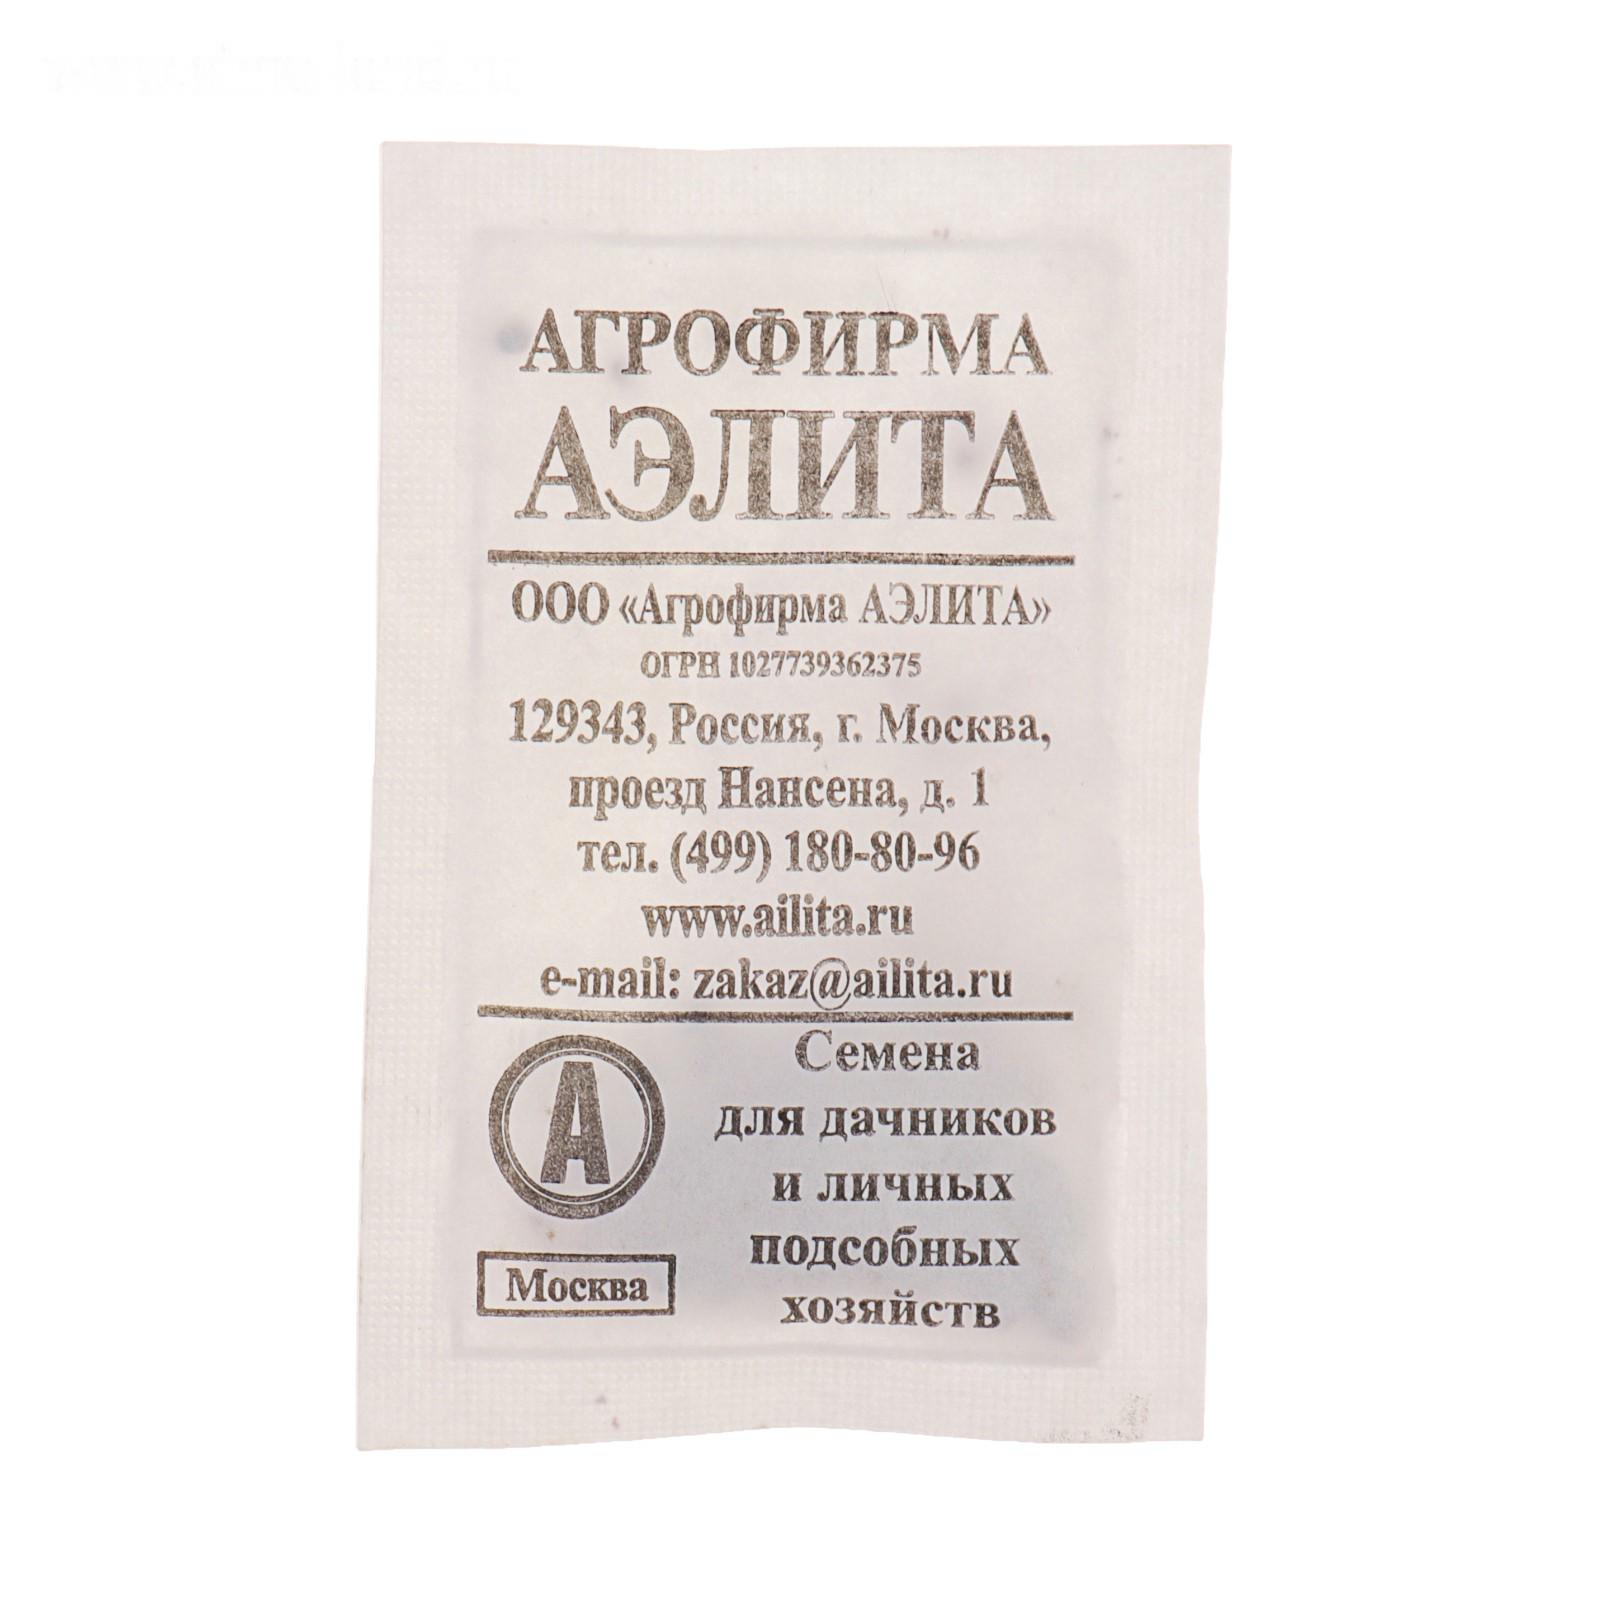 АГРОФИРМА
АЭЛИТА
ООО «Агрофирма АЭЛИТА»
ОГРН 1027739362375
129343, Россия, г. Москва,
проезд Нансена, д. 1
тел. (499) 180-80-96
www.ailita.ru
e-mail: zakaz@ailita.ru
А
Москва
Семена
для дачников
и личных
подсобных
хозяйств